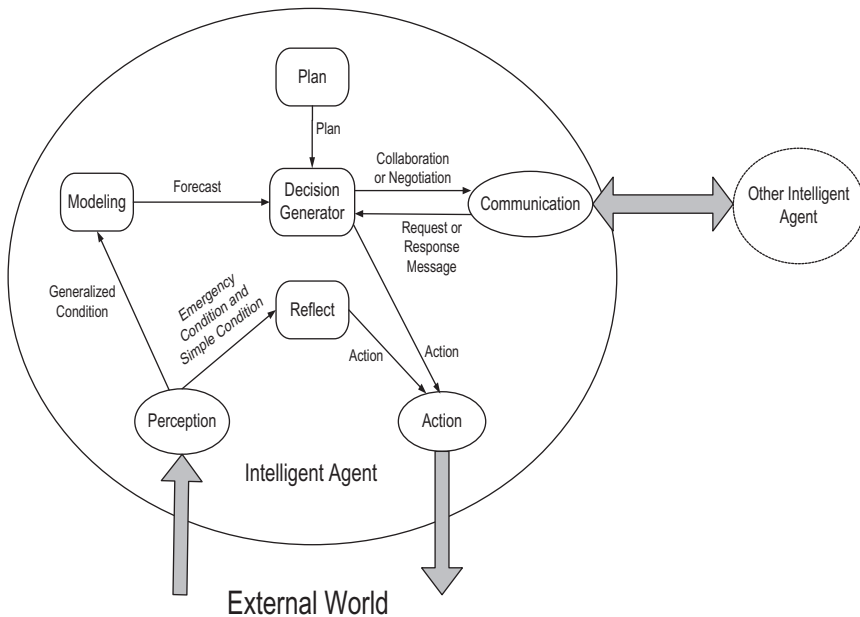 Plan
Plan
Collaboration
or Negotiation
Modeling
Forecast
Decision
Generator
Communication
Other Intelligent
Agent
Request or
Response
Message
Generalized
Condition
Emergency
Condition and
Simple Condition
Reflect
Action
Action
Perception
Action
Intelligent Agent
External World